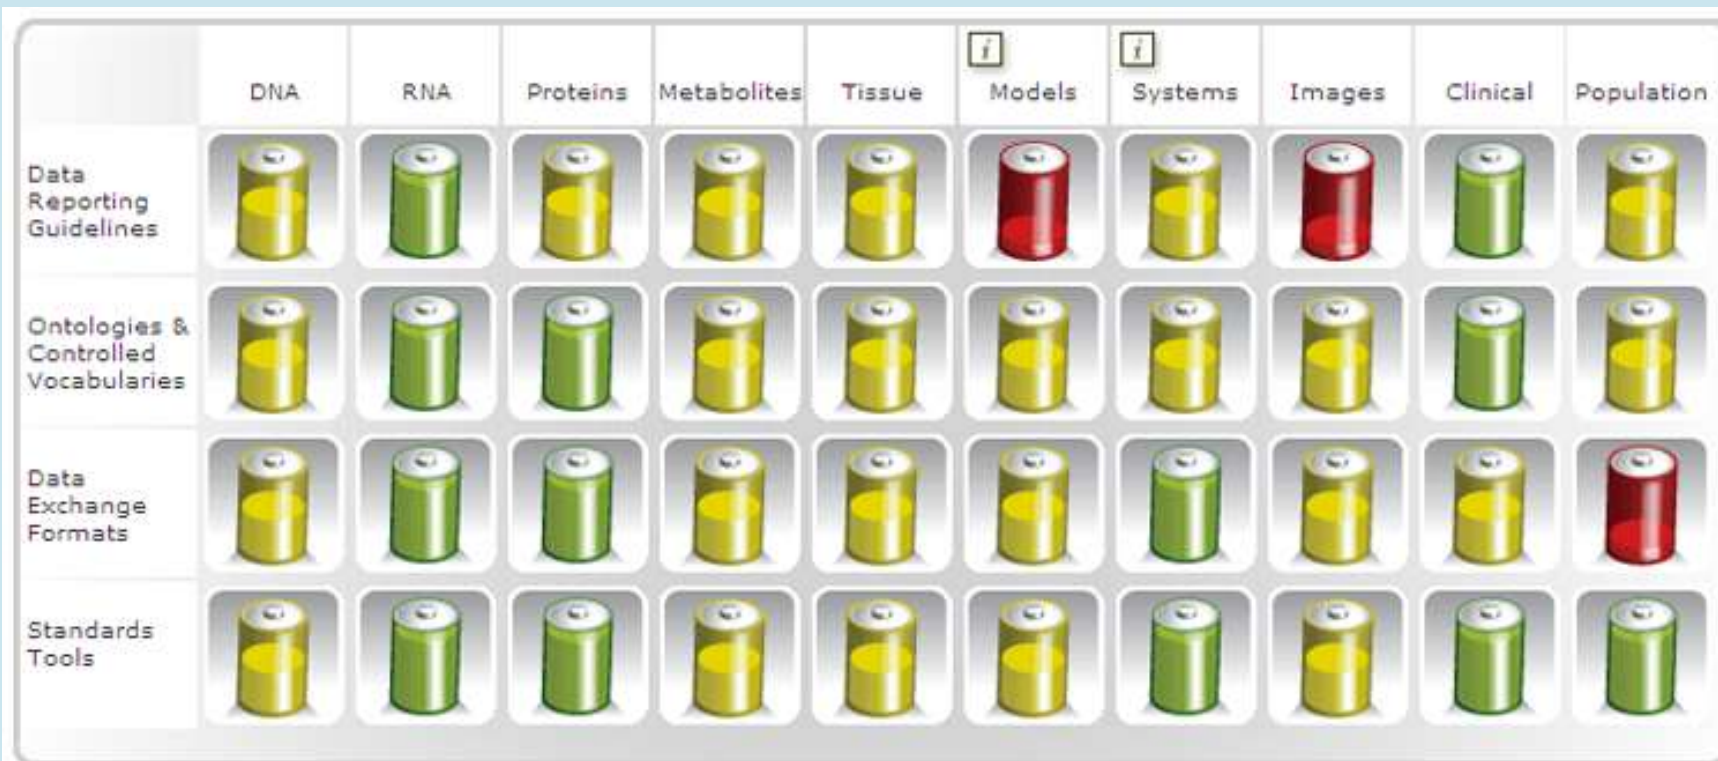 i
i
DNA RNA Proteins Metabolites Tissue Models Systems Images Clinical Population
Data
Reporting
Guidelines
Ontologies &
Controlled
Vocabularies
Data
Exchange
Formats
Standards
Tools